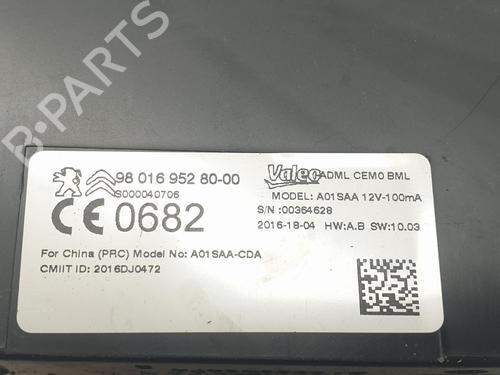 B-PARTS
98 016 952 80-00
S000040706
CE 0682
For China (PRC) Model No: A01SAA-CDA
CMIIT ID: 2016DJ0472
Valeo
ADML CEM0 BML
MODEL: A01SAA 12V-100mA
S/N :00364628
2016-18-04 HW:A.B SW:10.03